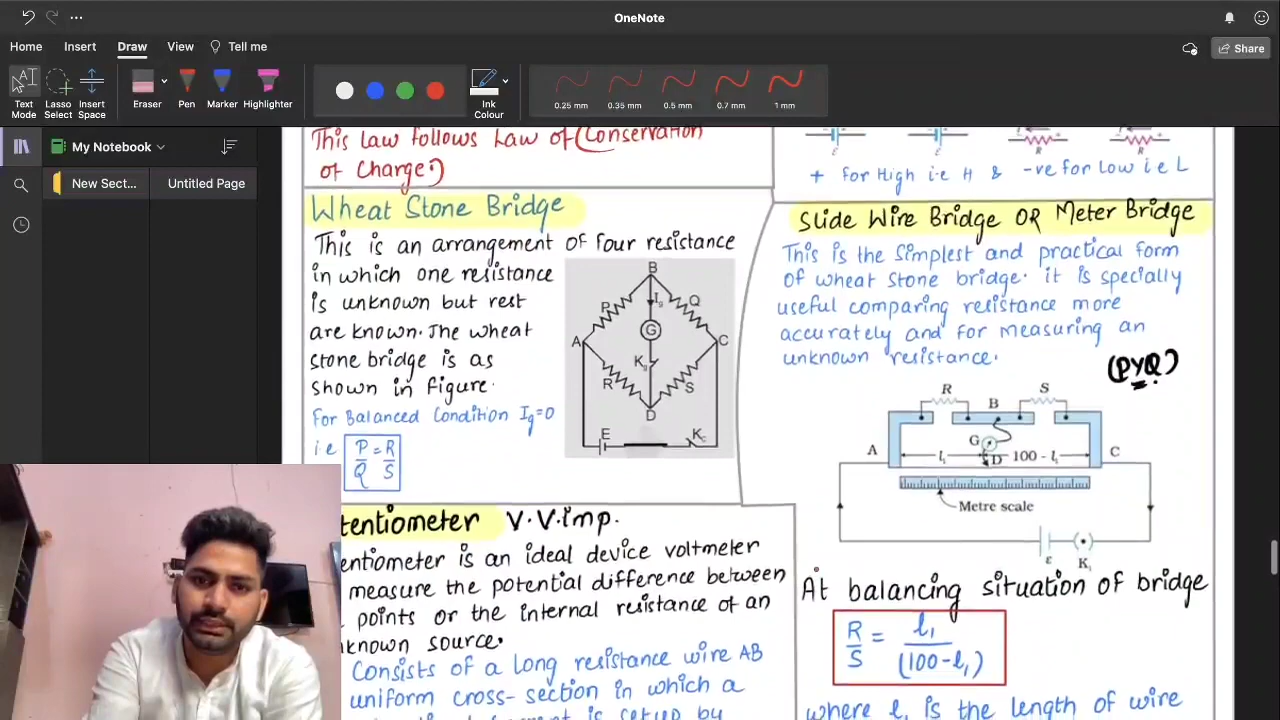 OneNote
Home
Insert
Draw
View
Tell me
Share
Text
Mode
Lasso
Select
Insert
Space
Eraser
Pen
Marker
Highlighter
Ink
Colour
0.25 mm
0.35 mm
0.5 mm
0.7 mm
1 mm
My Notebook
New Sect...
Untitled Page
This Law follows Law of (Conservation
of Charge.)
Wheat Stone Bridge
This is an arrangement of four resistance
in which one resistance
is unknown but rest
are known. The wheat
stone bridge is as
shown in figure.
For Balanced Condition Ig=0
i.e P/Q = R/S
B
P
Ig
Q
G
A
C
Kg
R
S
D
E
tentiometer V.V.imp.
entiometer is an ideal device voltmeter
measure the potential difference between
points or the internal resistance of an
known source.
Consists of a long resistance wire AB
uniform cross-section in which a
is setup by
ε
ε
R
R
+ for High i.e H & -ve for Low i.e L
Slide Wire Bridge OR Meter Bridge
This is the simplest and practical form
of wheat stone bridge. it is specially
useful comparing resistance more
accurately and for measuring an
unknown resistance.
(PYQ)
R
B
S
G
A
l₁
D
100 - l₁
C
Metre scale
ε
K₁
At balancing situation of bridge
R/S = l₁/(100-l₁)
where l₁ is the length of wire